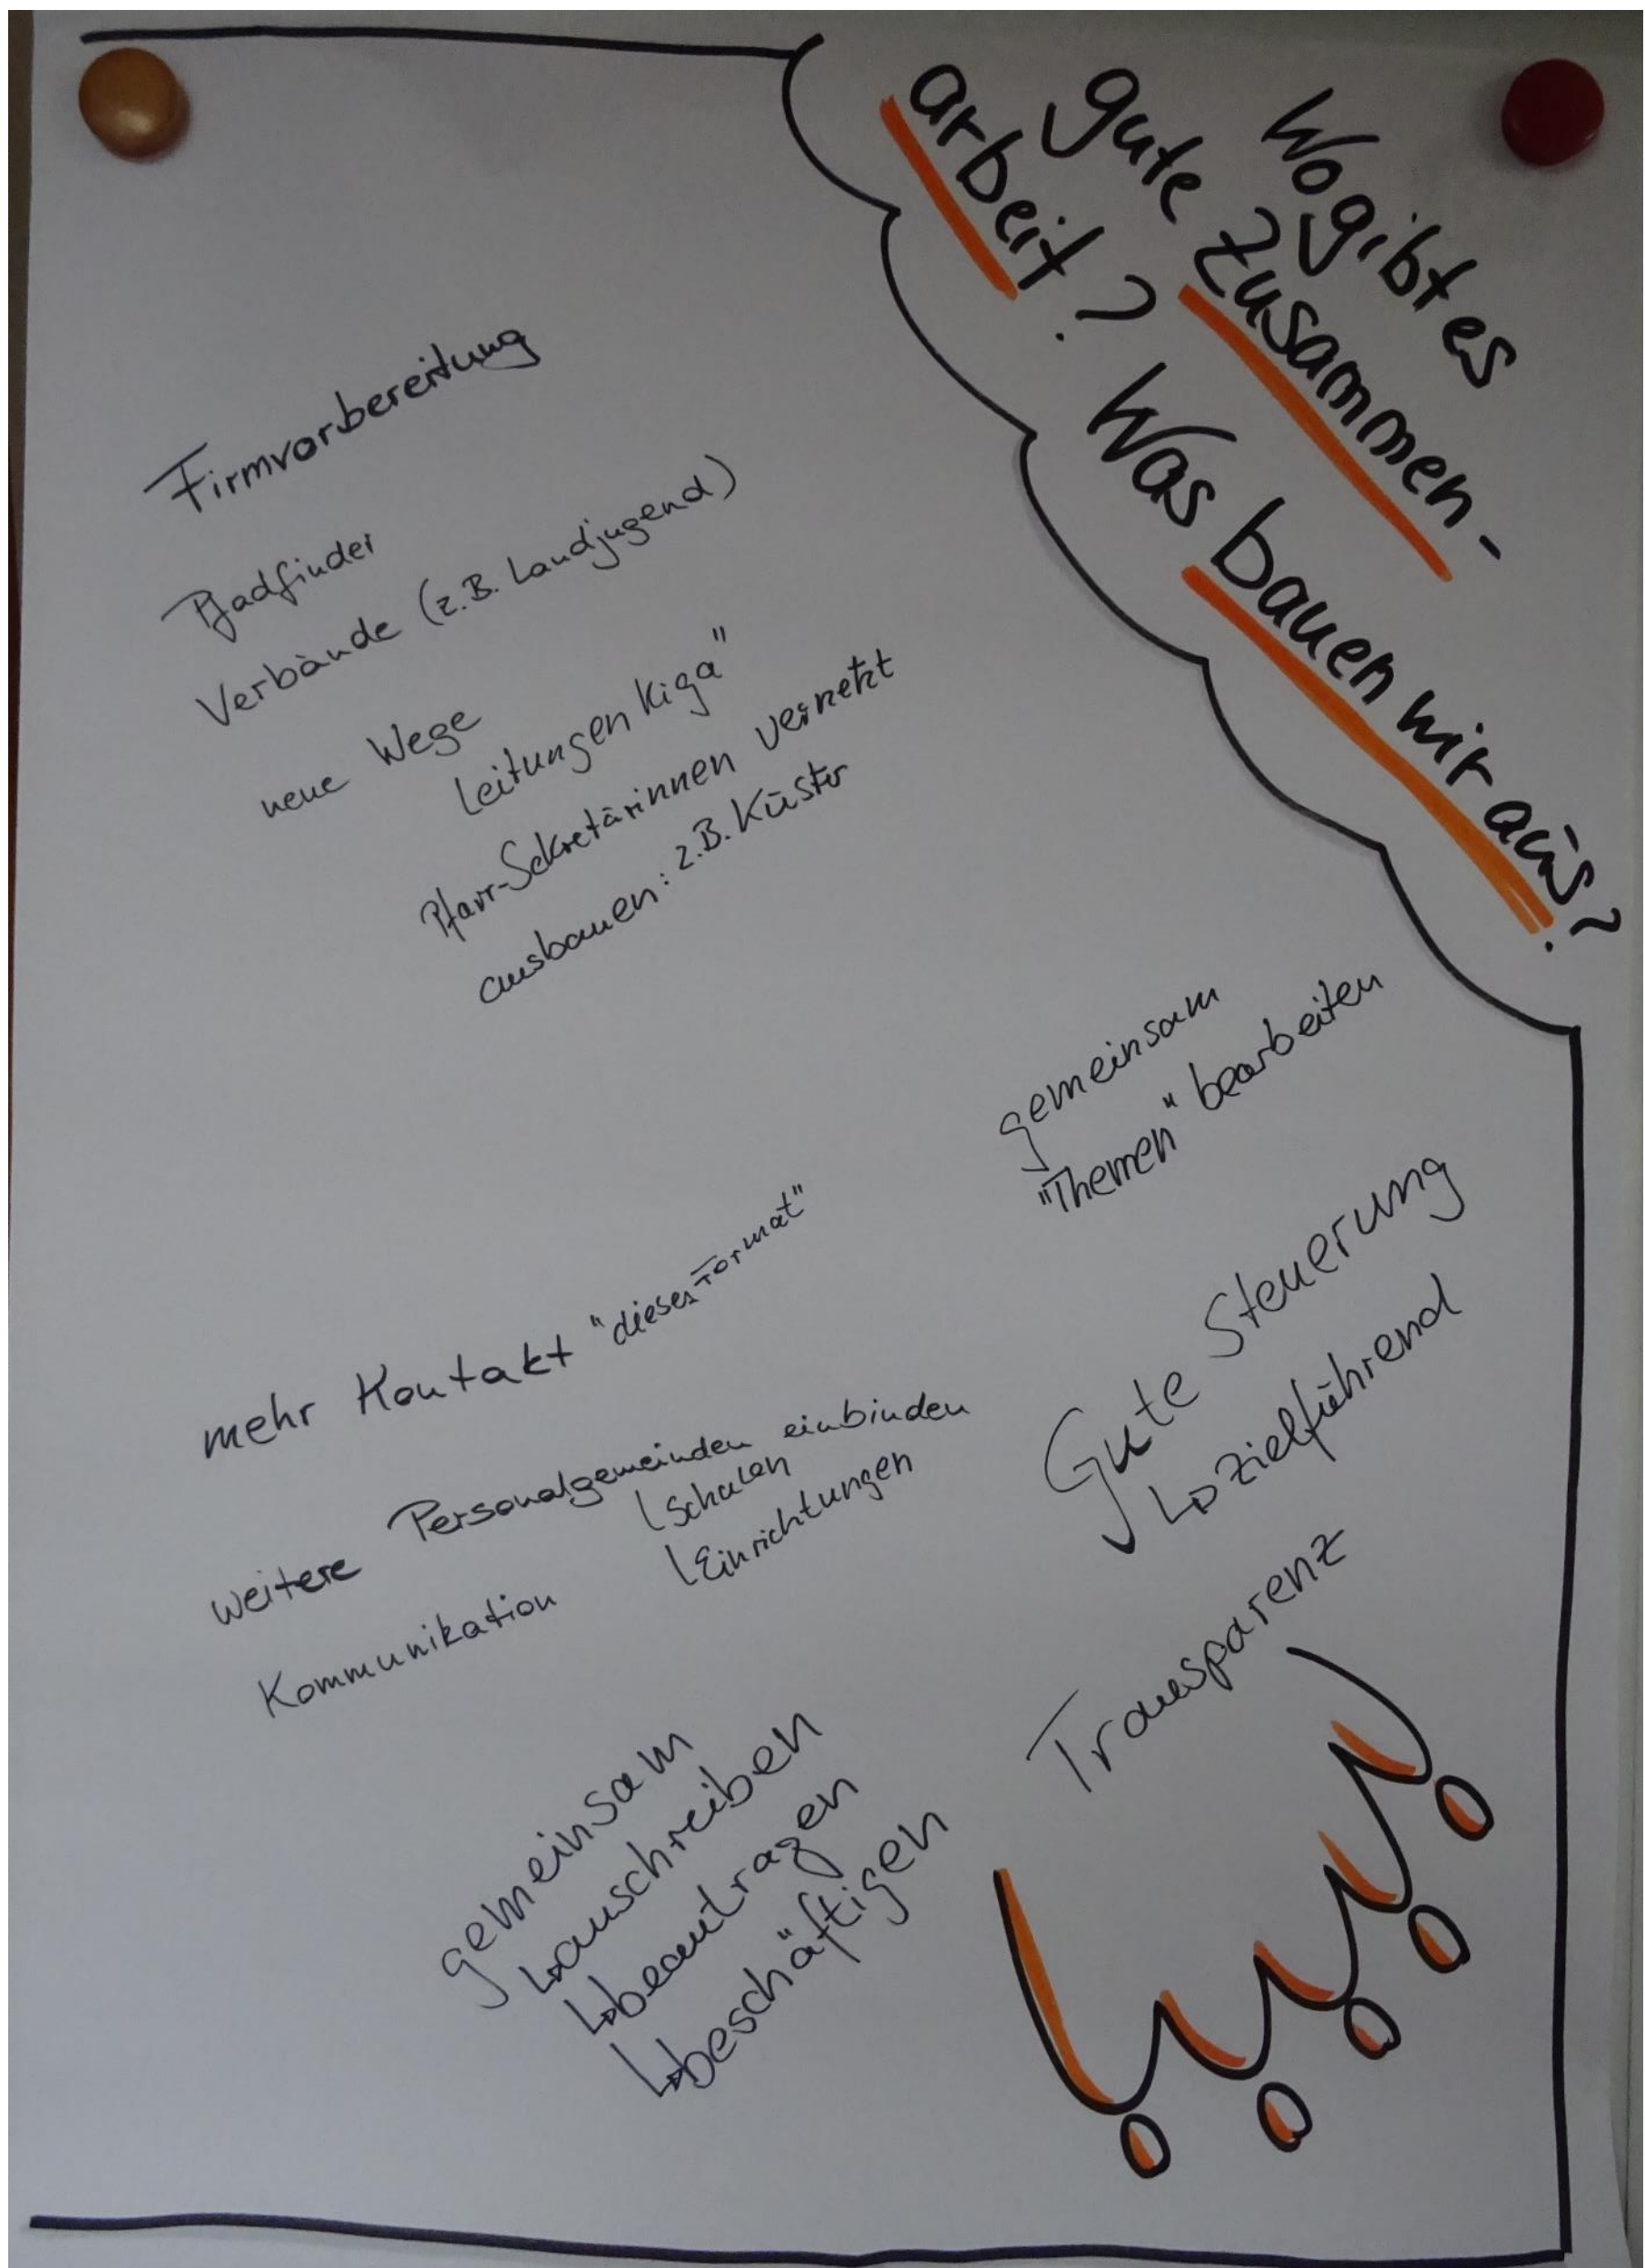 Wo gibt es
gute Zusammen-
arbeit?
Was bauen wir aus?
Firmvorbereitung
Pfadfinder
Verbände (z.B. Landjugend)
neue Wege
Leitungen Kiga"
Pfarr-Sekretärinnen vernetzt
ausbauen: z.B. Küster
gemeinsam
"Themen" bearbeiten
mehr Kontakt "dieses Format"
Gute Steuerung
↳ zielführend
weitere Personalgemeinden einbinden
Schulen
Einrichtungen
Kommunikation
Transparenz
gemeinsam
↳ auschreiben
↳ beantragen
↳ beschäftigen